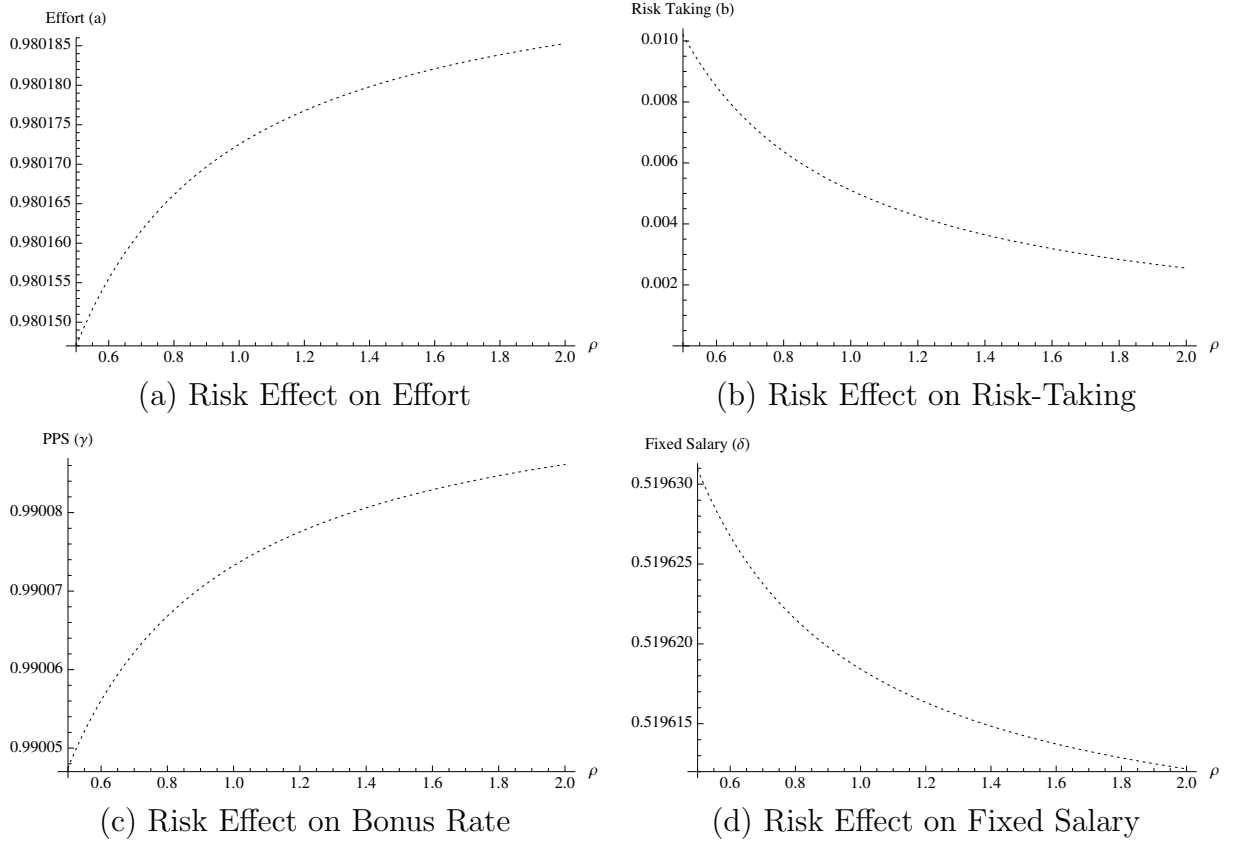 Effort (a)
0.980185
0.980180
0.980175
0.980170
0.980165
0.980160
0.980155
0.980150
0.6 0.8 1.0 1.2 1.4 1.6 1.8 2.0 ρ
(a) Risk Effect on Effort
Risk Taking (b)
0.010
0.008
0.006
0.004
0.002
0.6 0.8 1.0 1.2 1.4 1.6 1.8 2.0 ρ
(b) Risk Effect on Risk-Taking
PPS (γ)
0.99008
0.99007
0.99006
0.99005
0.6 0.8 1.0 1.2 1.4 1.6 1.8 2.0 ρ
(c) Risk Effect on Bonus Rate
Fixed Salary (δ)
0.519630
0.519625
0.519620
0.519615
0.6 0.8 1.0 1.2 1.4 1.6 1.8 2.0 ρ
(d) Risk Effect on Fixed Salary